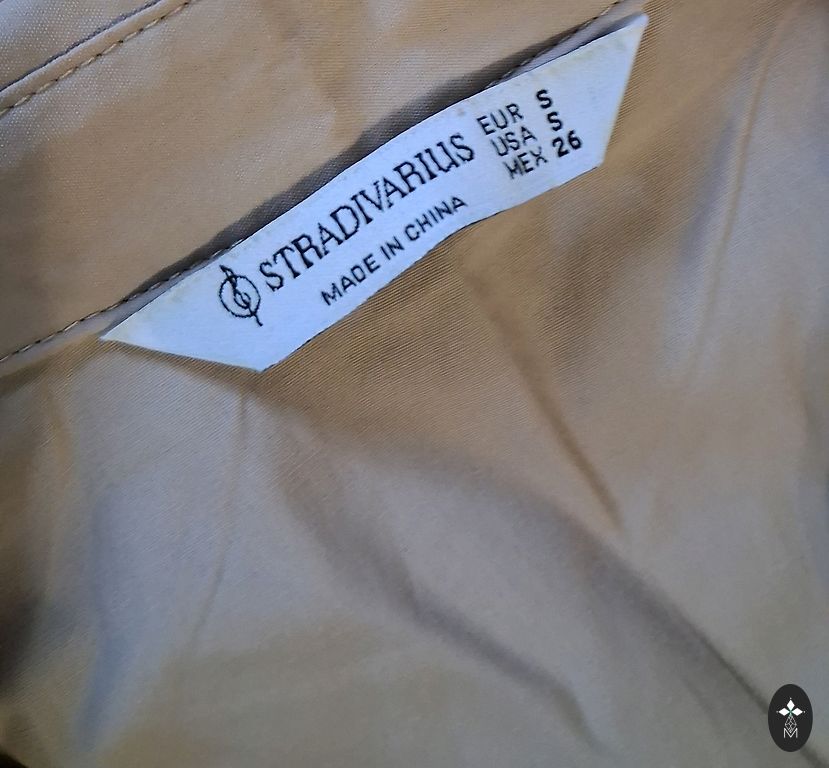 STRADIVARIUS
MADE IN CHINA
EUR S
USA S
MEX 26
M